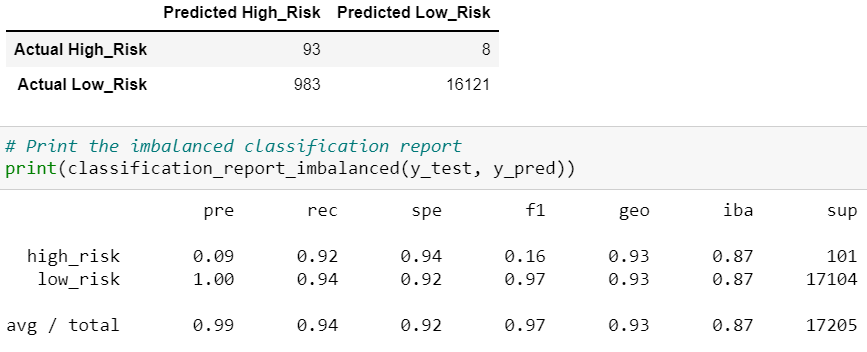 Predicted High_Risk Predicted Low_Risk
Actual High_Risk 93 8
Actual Low_Risk 983 16121
# Print the imbalanced classification report
print(classification_report_imbalanced(y_test, y_pred))
pre rec spe f1 geo iba sup
high_risk 0.09 0.92 0.94 0.16 0.93 0.87 101
low_risk 1.00 0.94 0.92 0.97 0.93 0.87 17104
avg / total 0.99 0.94 0.92 0.97 0.93 0.87 17205